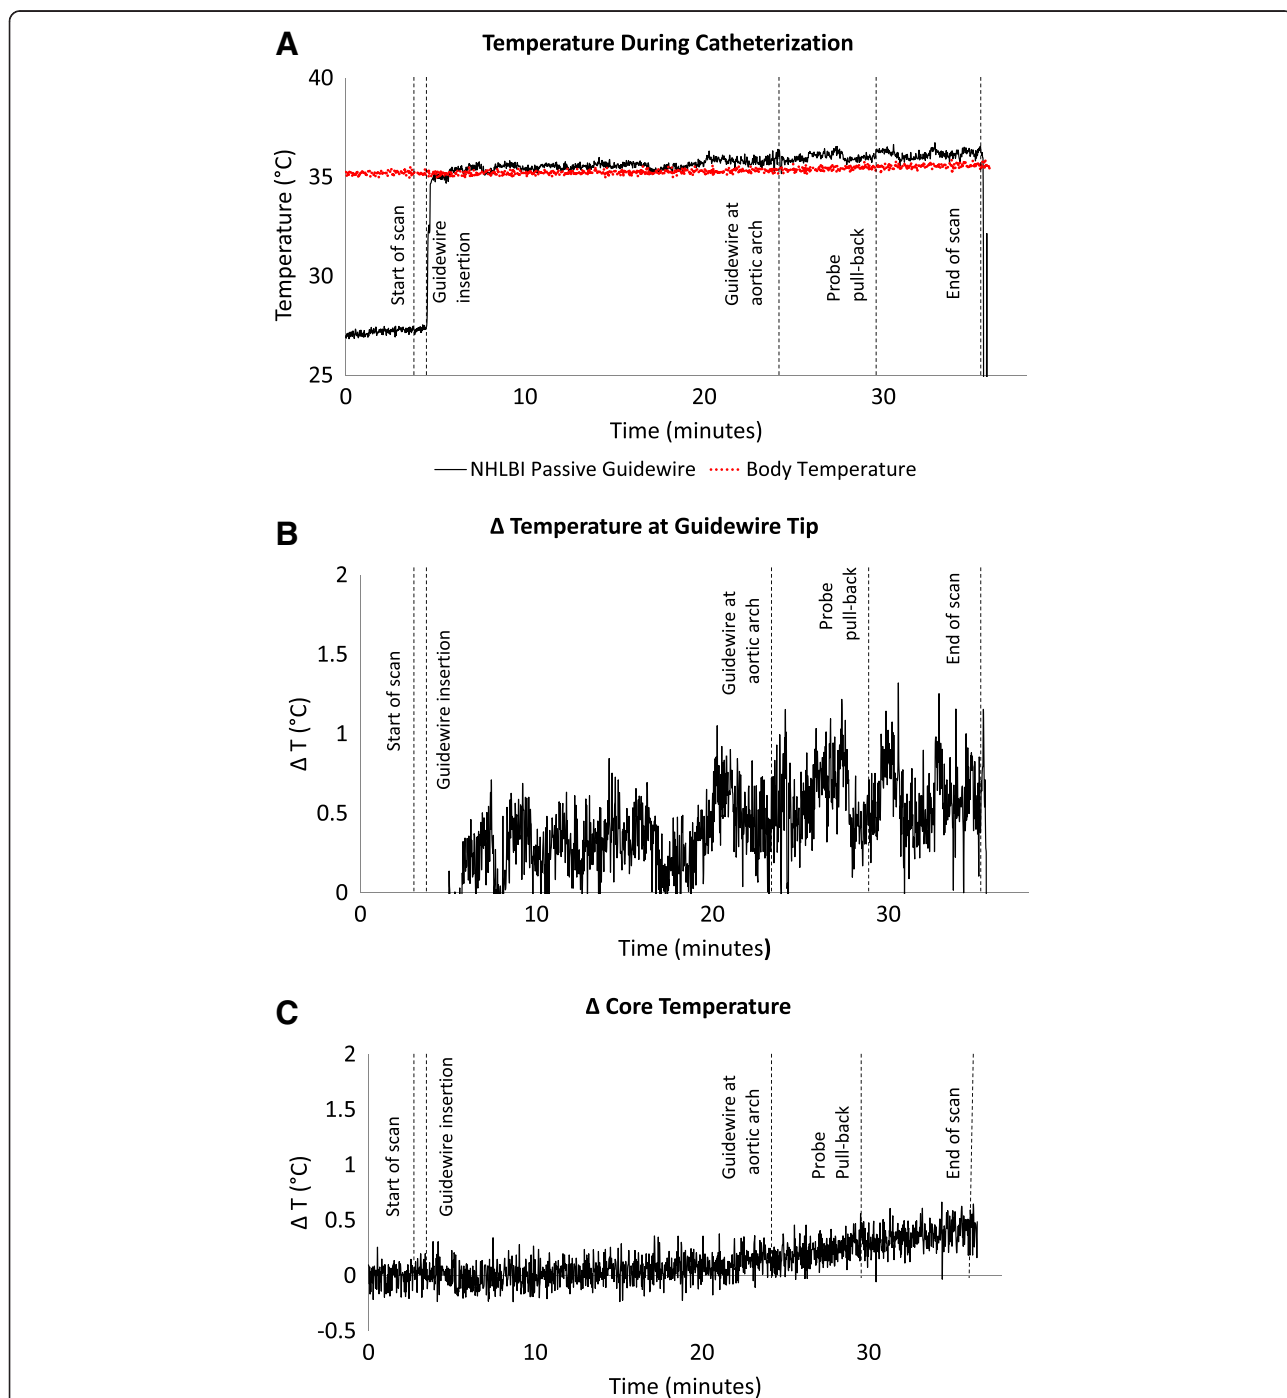 A
Temperature During Catheterization
40
35
30
25
Temperature (°C)
Start of scan
Guidewire
insertion
Guidewire at
aortic arch
Probe
pull-back
End of scan
0
10
20
30
Time (minutes)
NHLBI Passive Guidewire
Body Temperature
B
Δ Temperature at Guidewire Tip
2
1.5
1
0.5
0
Δ T (°C)
Start of scan
Guidewire insertion
Guidewire at
aortic arch
Probe
pull-back
End of scan
0
10
20
30
Time (minutes)
C
Δ Core Temperature
2
1.5
1
0.5
0
-0.5
Δ T (°C)
Start of scan
Guidewire insertion
Guidewire at
aortic arch
Probe
Pull-back
End of scan
0
10
20
30
Time (minutes)